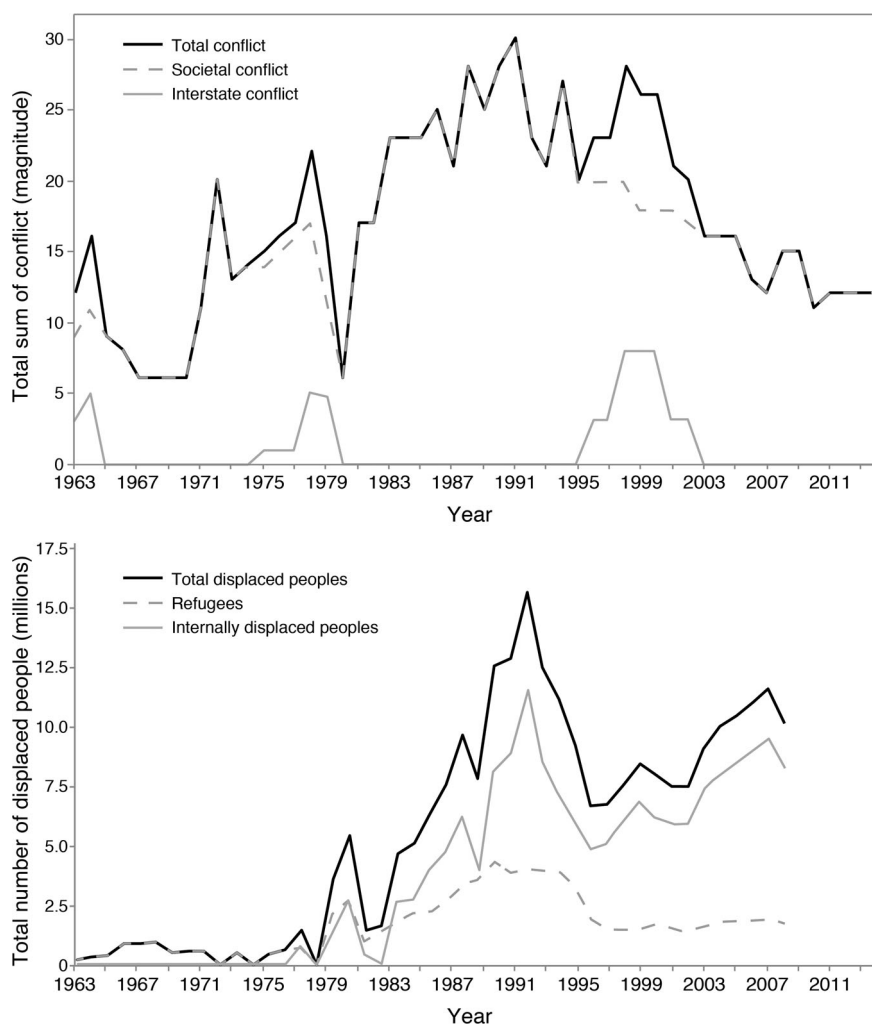 Total sum of conflict (magnitude)
30
25
20
15
10
5
0
Total conflict
Societal conflict
Interstate conflict
1963 1967 1971 1975 1979 1983 1987 1991 1995 1999 2003 2007 2011
Year
Total number of displaced people (millions)
17.5
15.0
12.5
10.0
7.5
5.0
2.5
0
Total displaced peoples
Refugees
Internally displaced peoples
1963 1967 1971 1975 1979 1983 1987 1991 1995 1999 2003 2007 2011
Year